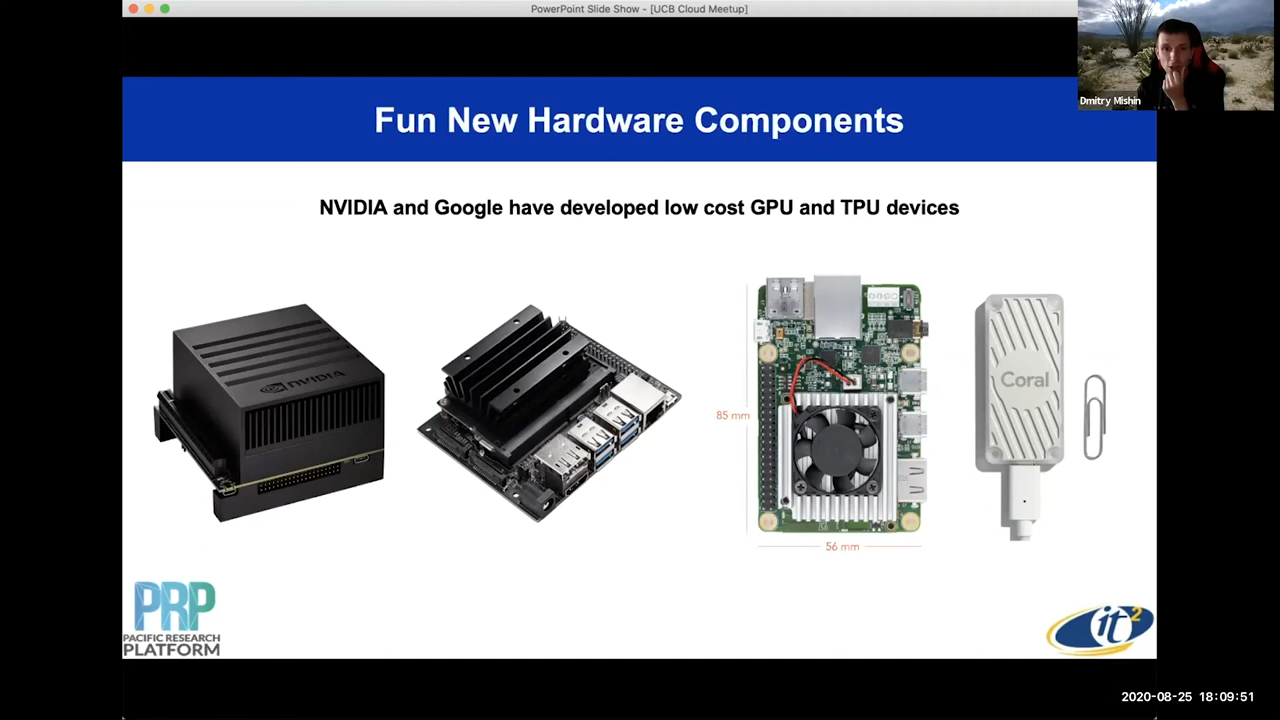 PowerPoint Slide Show - [UCB Cloud Meetup]
Dmitry Mishin
Fun New Hardware Components
NVIDIA and Google have developed low cost GPU and TPU devices
NVIDIA
85 mm
56 mm
Coral
PRP
PACIFIC RESEARCH
PLATFORM
it2
2020-08-25 18:09:51